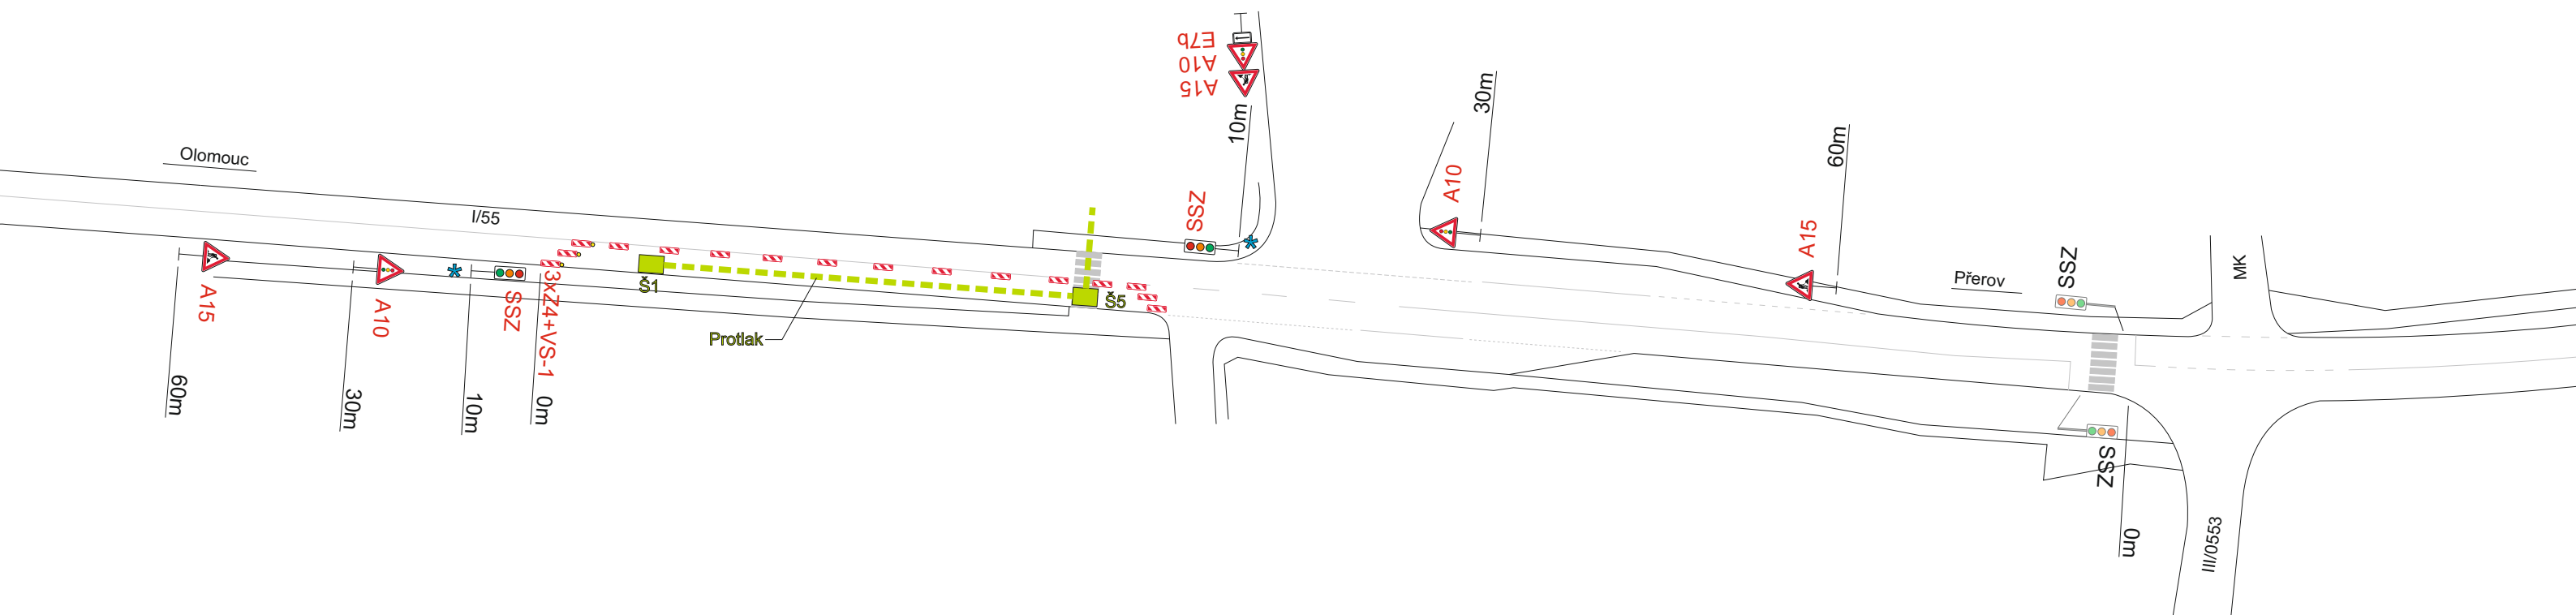 Olomouc
I/55
A15
A10
SSZ
3xZ4+VS-1
60m
30m
10m
0m
Š1
Protlak
Š5
E7b
A10
A15
10m
SSZ
30m
A10
60m
A15
Přerov
SSZ
MK
SSZ
0m
III/0553